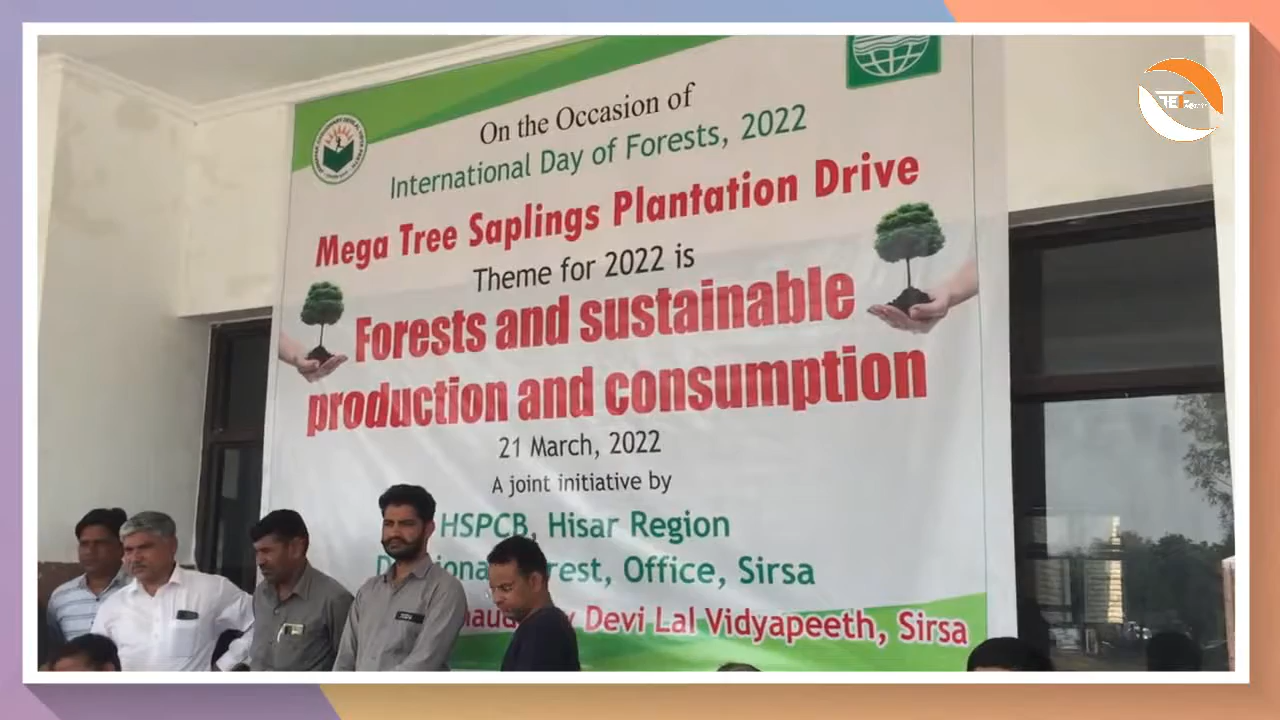 On the Occasion of
International Day of Forests, 2022
Mega Tree Saplings Plantation Drive
Theme for 2022 is
Forests and sustainable
production and consumption
21 March, 2022
A joint initiative by
HSPCB, Hisar Region
Office, Sirsa
Devi Lal Vidyapeeth, Sirsa